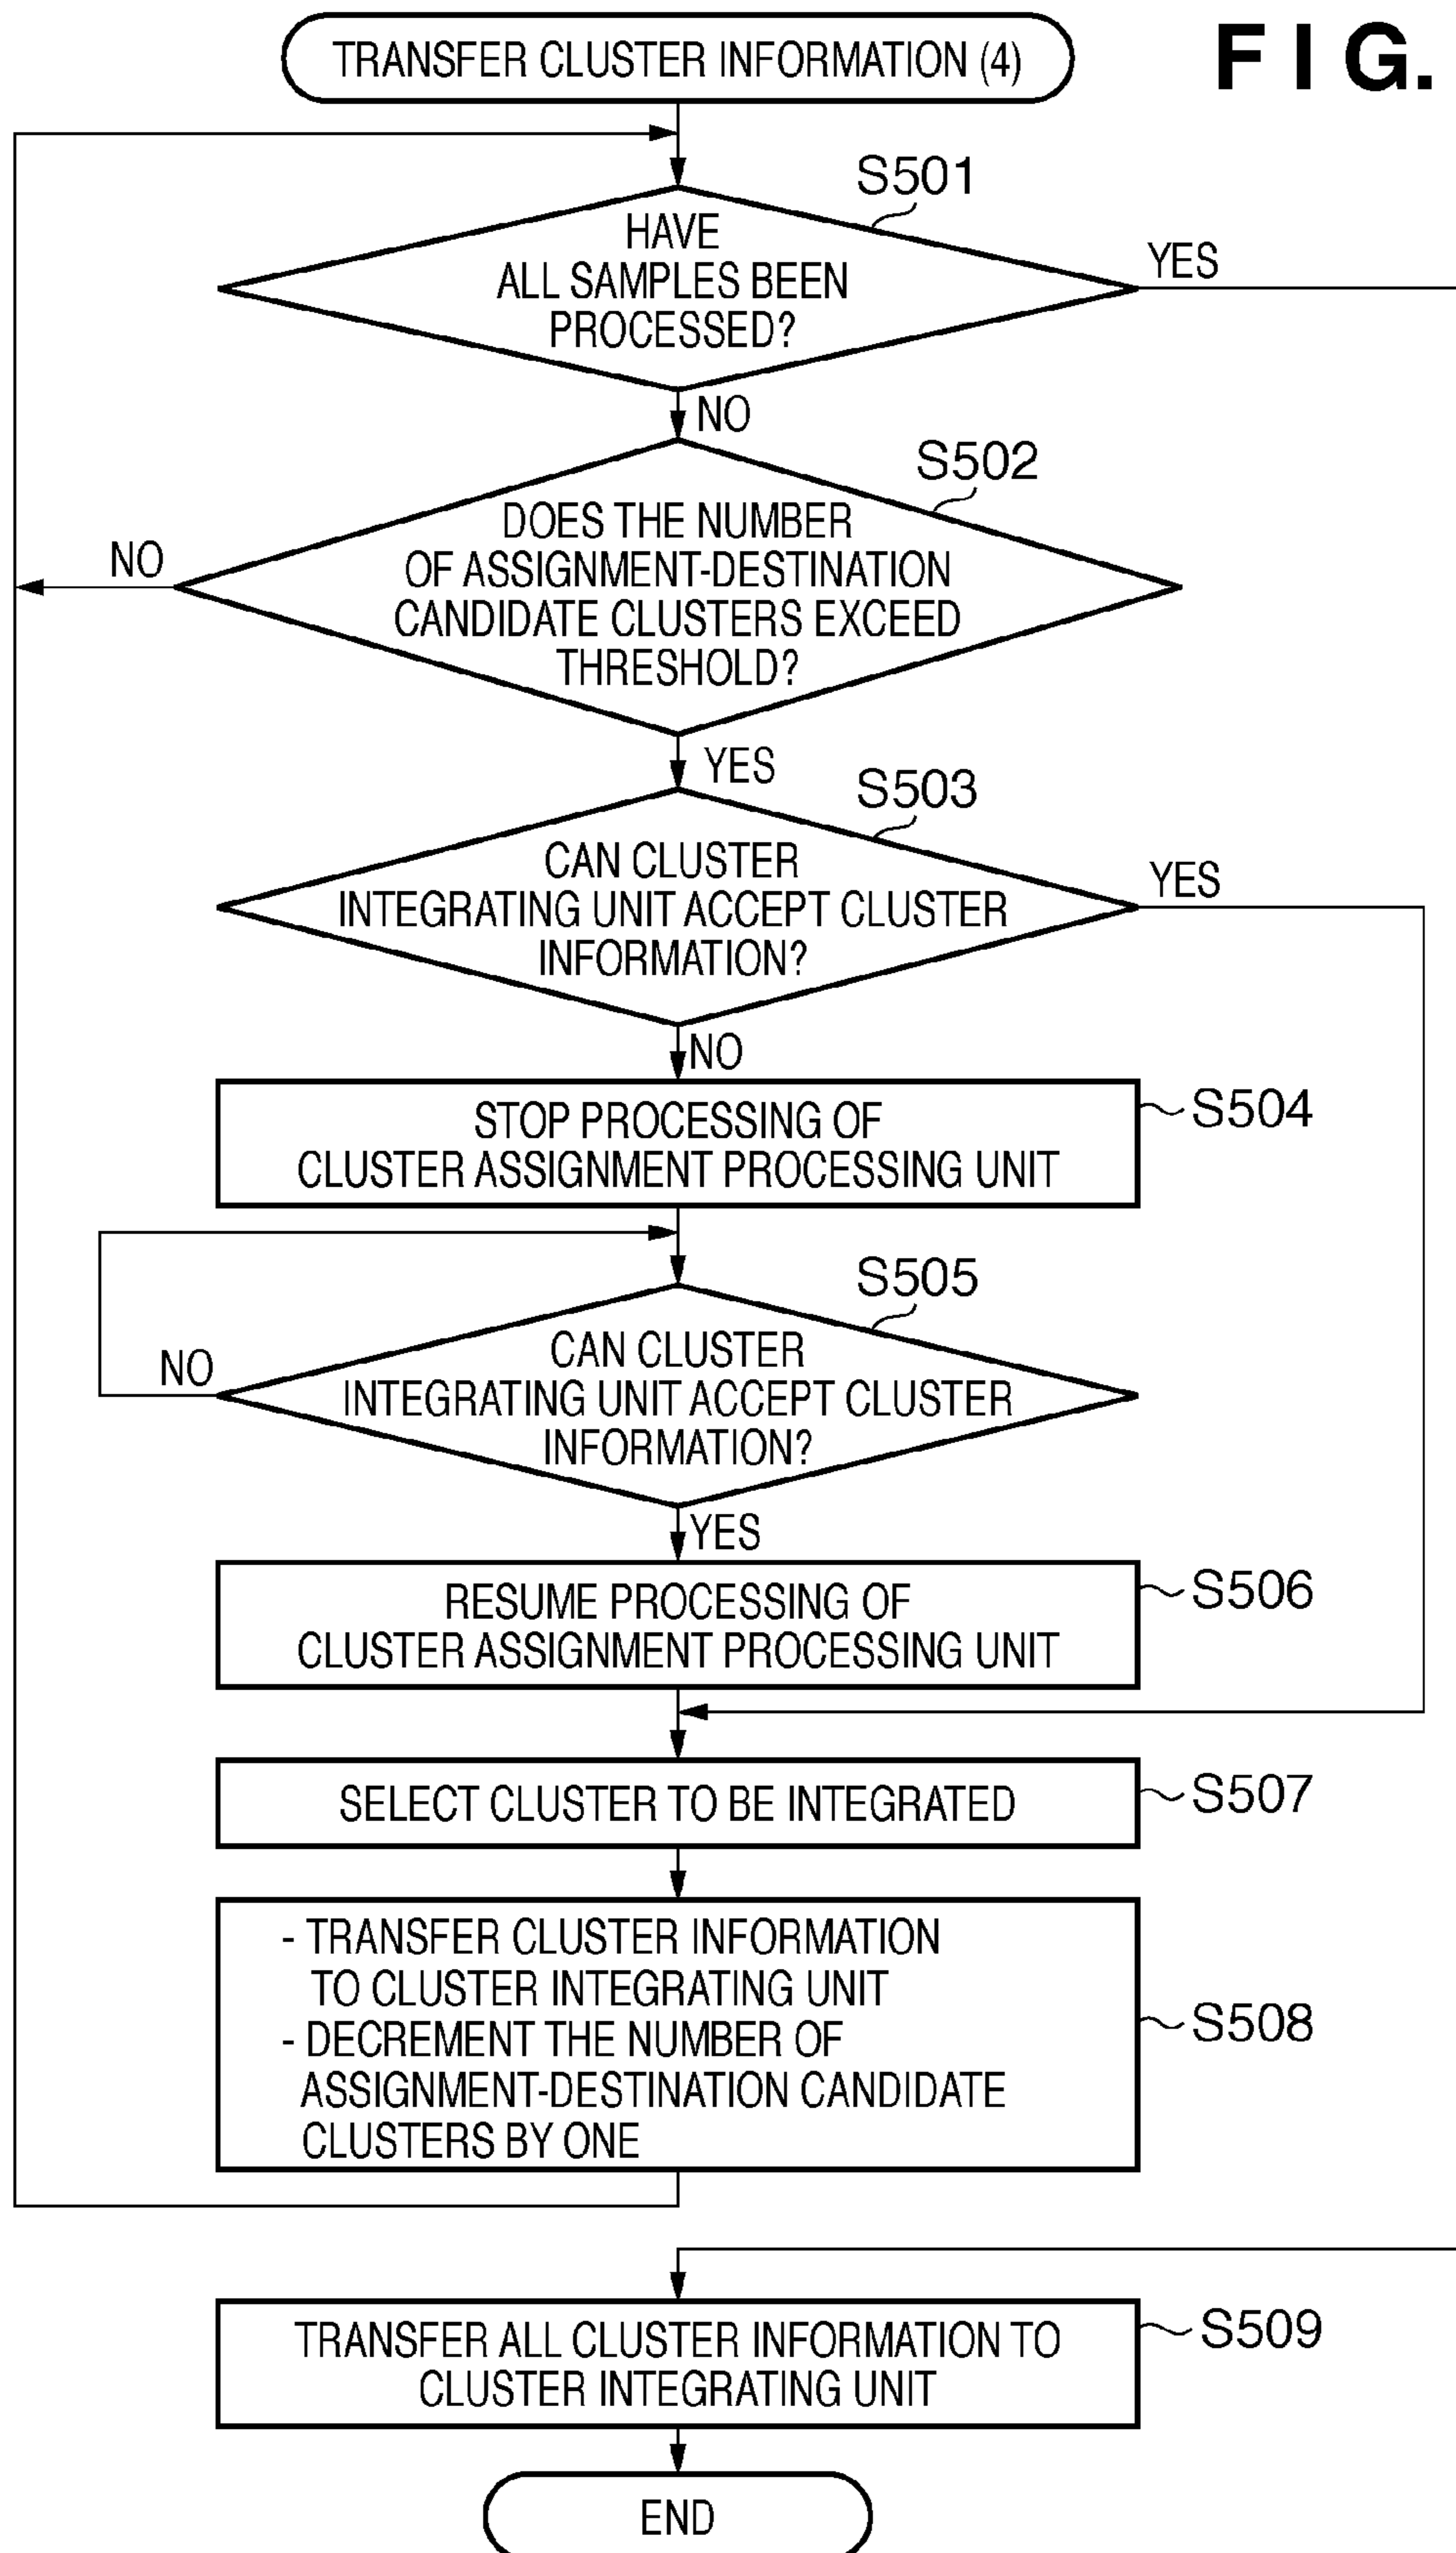 TRANSFER CLUSTER INFORMATION (4)
FIG.
S501
HAVE
ALL SAMPLES BEEN
PROCESSED?
YES
NO
S502
DOES THE NUMBER
OF ASSIGNMENT-DESTINATION
CANDIDATE CLUSTERS EXCEED
THRESHOLD?
NO
YES
S503
CAN CLUSTER
INTEGRATING UNIT ACCEPT CLUSTER
INFORMATION?
YES
NO
STOP PROCESSING OF
CLUSTER ASSIGNMENT PROCESSING UNIT
S504
S505
CAN CLUSTER
INTEGRATING UNIT ACCEPT CLUSTER
INFORMATION?
NO
YES
RESUME PROCESSING OF
CLUSTER ASSIGNMENT PROCESSING UNIT
S506
SELECT CLUSTER TO BE INTEGRATED
S507
- TRANSFER CLUSTER INFORMATION
TO CLUSTER INTEGRATING UNIT
- DECREMENT THE NUMBER OF
ASSIGNMENT-DESTINATION CANDIDATE
CLUSTERS BY ONE
S508
TRANSFER ALL CLUSTER INFORMATION TO
CLUSTER INTEGRATING UNIT
S509
END